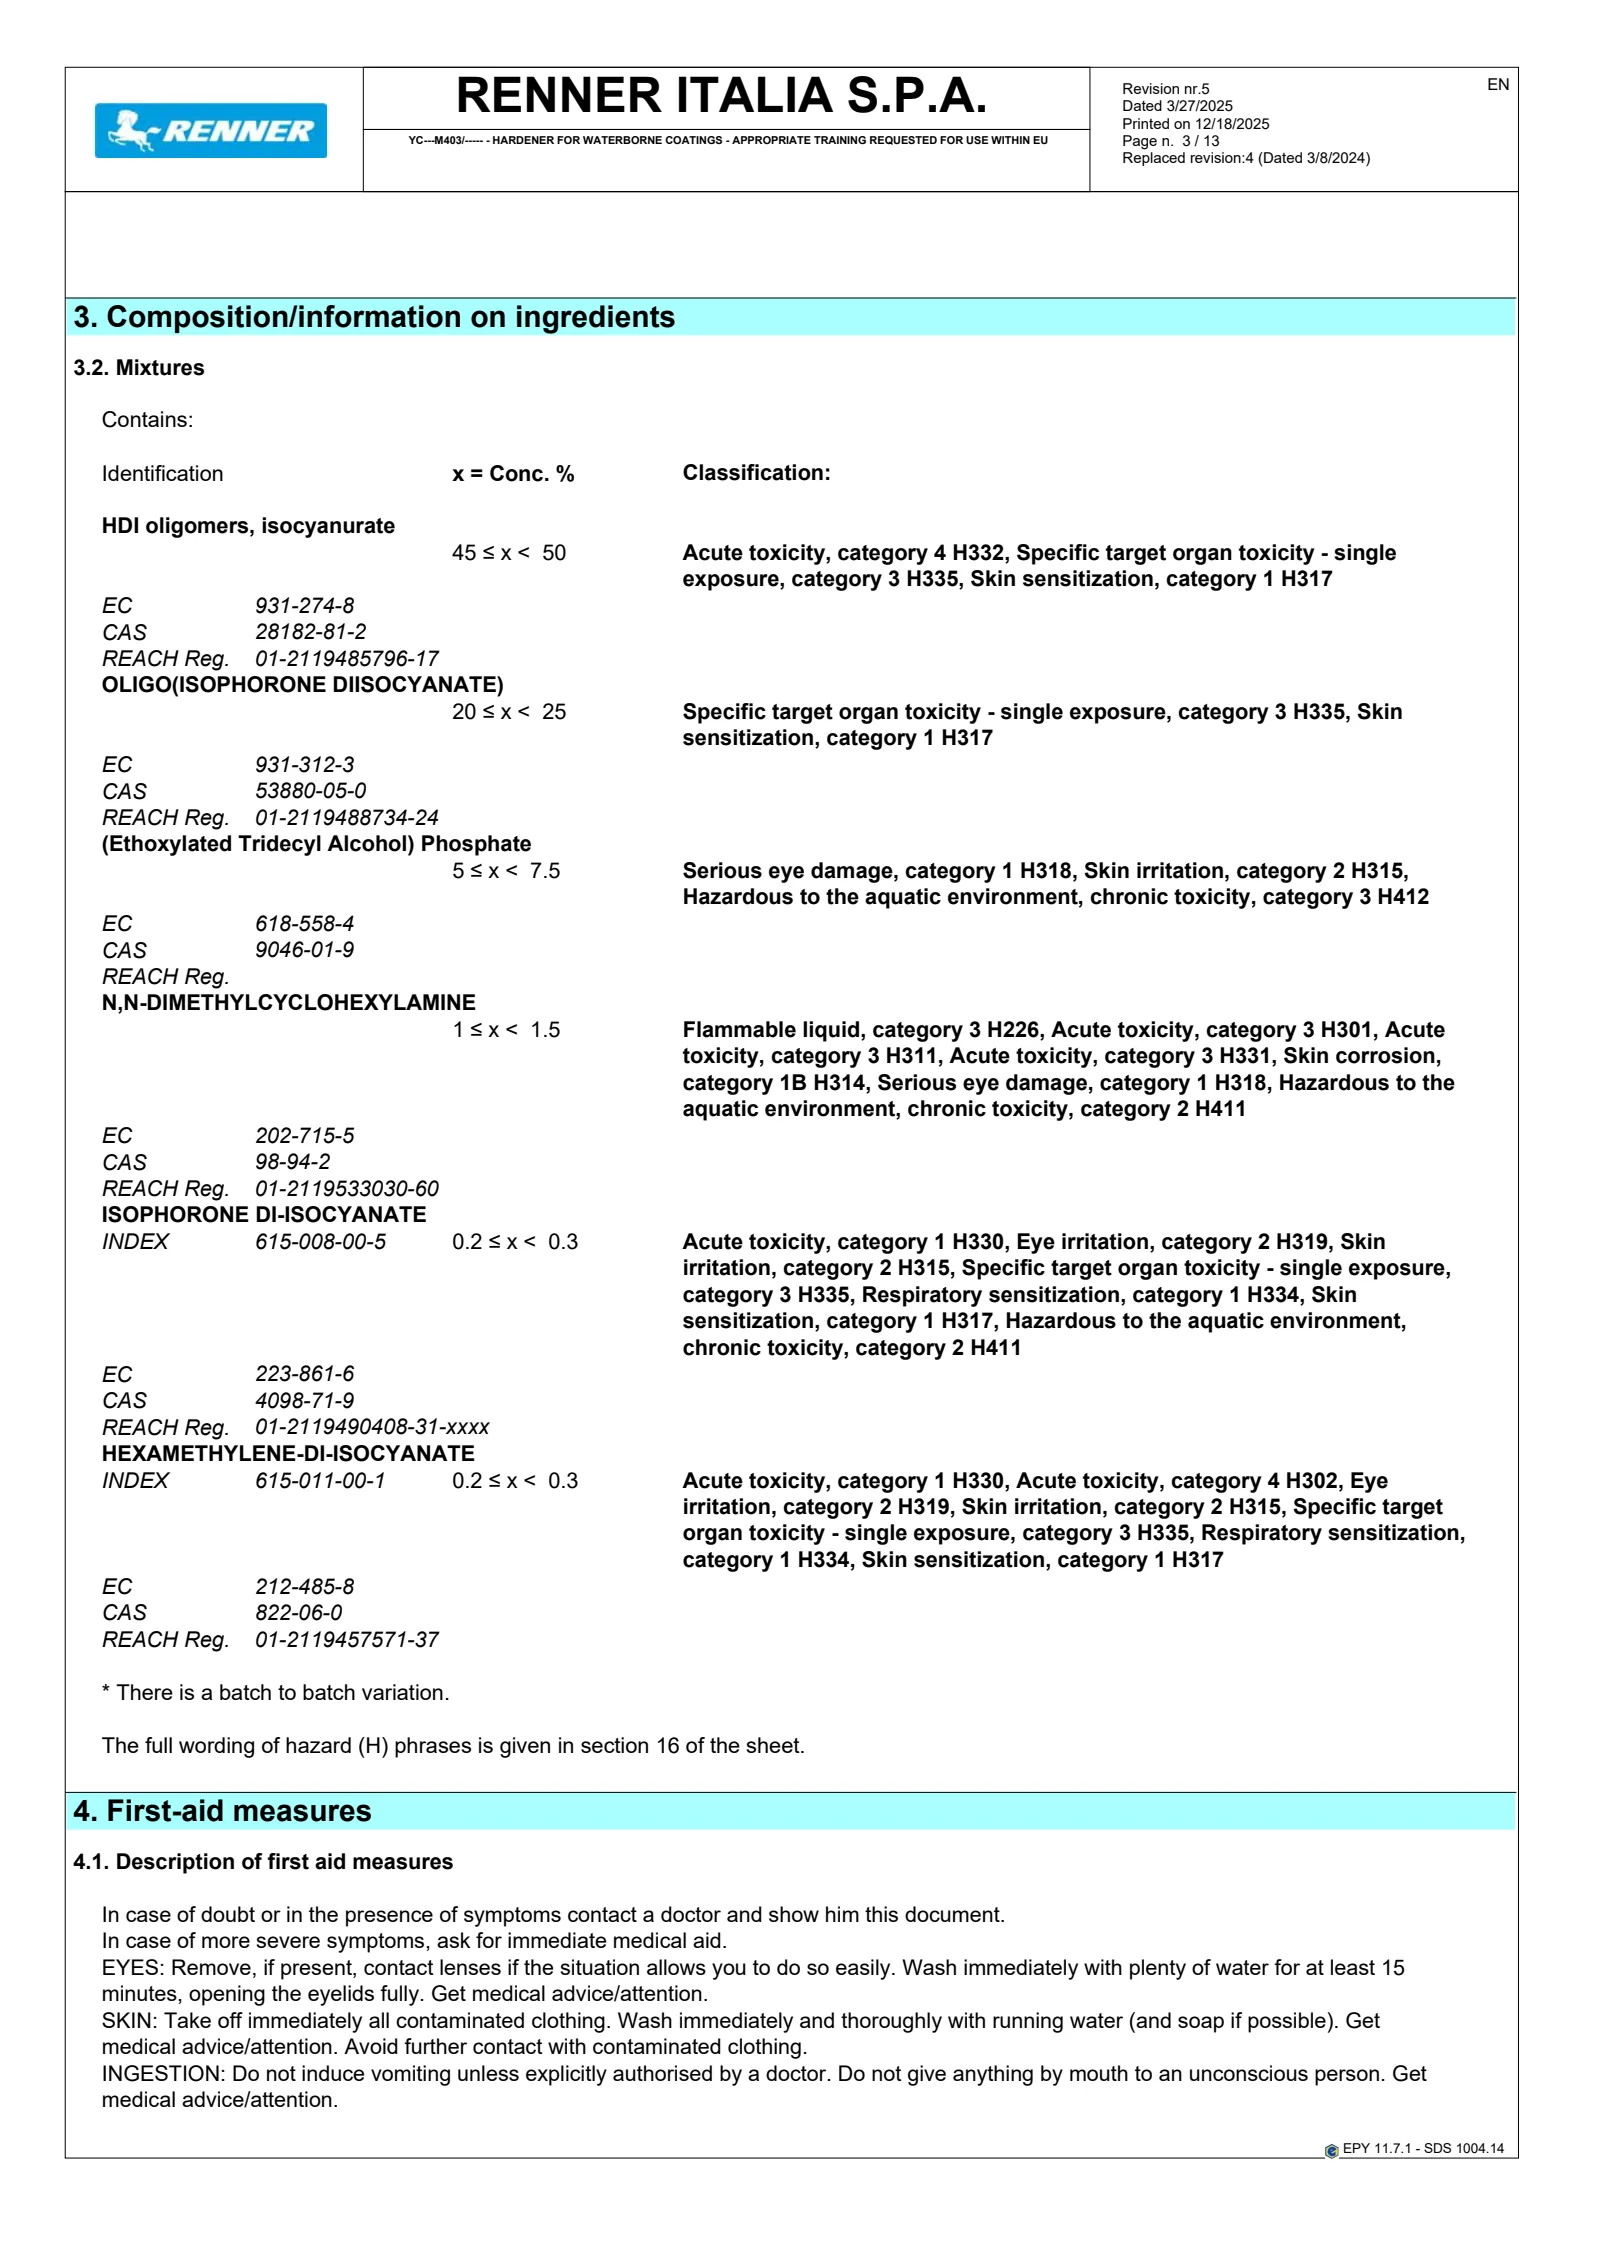 RENNER
RENNER ITALIA S.P.A.
YC---M403/----- - HARDENER FOR WATERBORNE COATINGS - APPROPRIATE TRAINING REQUESTED FOR USE WITHIN EU
Revision nr.5
Dated 3/27/2025
Printed on 12/18/2025
Page n. 3 / 13
Replaced revision:4 (Dated 3/8/2024)
EN
3. Composition/information on ingredients
3.2. Mixtures
Contains:
Identification x = Conc. % Classification:
HDI oligomers, isocyanurate
45 ≤ x < 50 Acute toxicity, category 4 H332, Specific target organ toxicity - single
exposure, category 3 H335, Skin sensitization, category 1 H317
EC 931-274-8
CAS 28182-81-2
REACH Reg. 01-2119485796-17
OLIGO(ISOPHORONE DIISOCYANATE)
20 ≤ x < 25 Specific target organ toxicity - single exposure, category 3 H335, Skin
sensitization, category 1 H317
EC 931-312-3
CAS 53880-05-0
REACH Reg. 01-2119488734-24
(Ethoxylated Tridecyl Alcohol) Phosphate
5 ≤ x < 7.5 Serious eye damage, category 1 H318, Skin irritation, category 2 H315,
Hazardous to the aquatic environment, chronic toxicity, category 3 H412
EC 618-558-4
CAS 9046-01-9
REACH Reg.
N,N-DIMETHYLCYCLOHEXYLAMINE
1 ≤ x < 1.5 Flammable liquid, category 3 H226, Acute toxicity, category 3 H301, Acute
toxicity, category 3 H311, Acute toxicity, category 3 H331, Skin corrosion,
category 1B H314, Serious eye damage, category 1 H318, Hazardous to the
aquatic environment, chronic toxicity, category 2 H411
EC 202-715-5
CAS 98-94-2
REACH Reg. 01-2119533030-60
ISOPHORONE DI-ISOCYANATE
INDEX 615-008-00-5 0.2 ≤ x < 0.3 Acute toxicity, category 1 H330, Eye irritation, category 2 H319, Skin
irritation, category 2 H315, Specific target organ toxicity - single exposure,
category 3 H335, Respiratory sensitization, category 1 H334, Skin
sensitization, category 1 H317, Hazardous to the aquatic environment,
chronic toxicity, category 2 H411
EC 223-861-6
CAS 4098-71-9
REACH Reg. 01-2119490408-31-xxxx
HEXAMETHYLENE-DI-ISOCYANATE
INDEX 615-011-00-1 0.2 ≤ x < 0.3 Acute toxicity, category 1 H330, Acute toxicity, category 4 H302, Eye
irritation, category 2 H319, Skin irritation, category 2 H315, Specific target
organ toxicity - single exposure, category 3 H335, Respiratory sensitization,
category 1 H334, Skin sensitization, category 1 H317
EC 212-485-8
CAS 822-06-0
REACH Reg. 01-2119457571-37
* There is a batch to batch variation.
The full wording of hazard (H) phrases is given in section 16 of the sheet.
4. First-aid measures
4.1. Description of first aid measures
In case of doubt or in the presence of symptoms contact a doctor and show him this document.
In case of more severe symptoms, ask for immediate medical aid.
EYES: Remove, if present, contact lenses if the situation allows you to do so easily. Wash immediately with plenty of water for at least 15
minutes, opening the eyelids fully. Get medical advice/attention.
SKIN: Take off immediately all contaminated clothing. Wash immediately and thoroughly with running water (and soap if possible). Get
medical advice/attention. Avoid further contact with contaminated clothing.
INGESTION: Do not induce vomiting unless explicitly authorised by a doctor. Do not give anything by mouth to an unconscious person. Get
medical advice/attention.
EPY 11.7.1 - SDS 1004.14